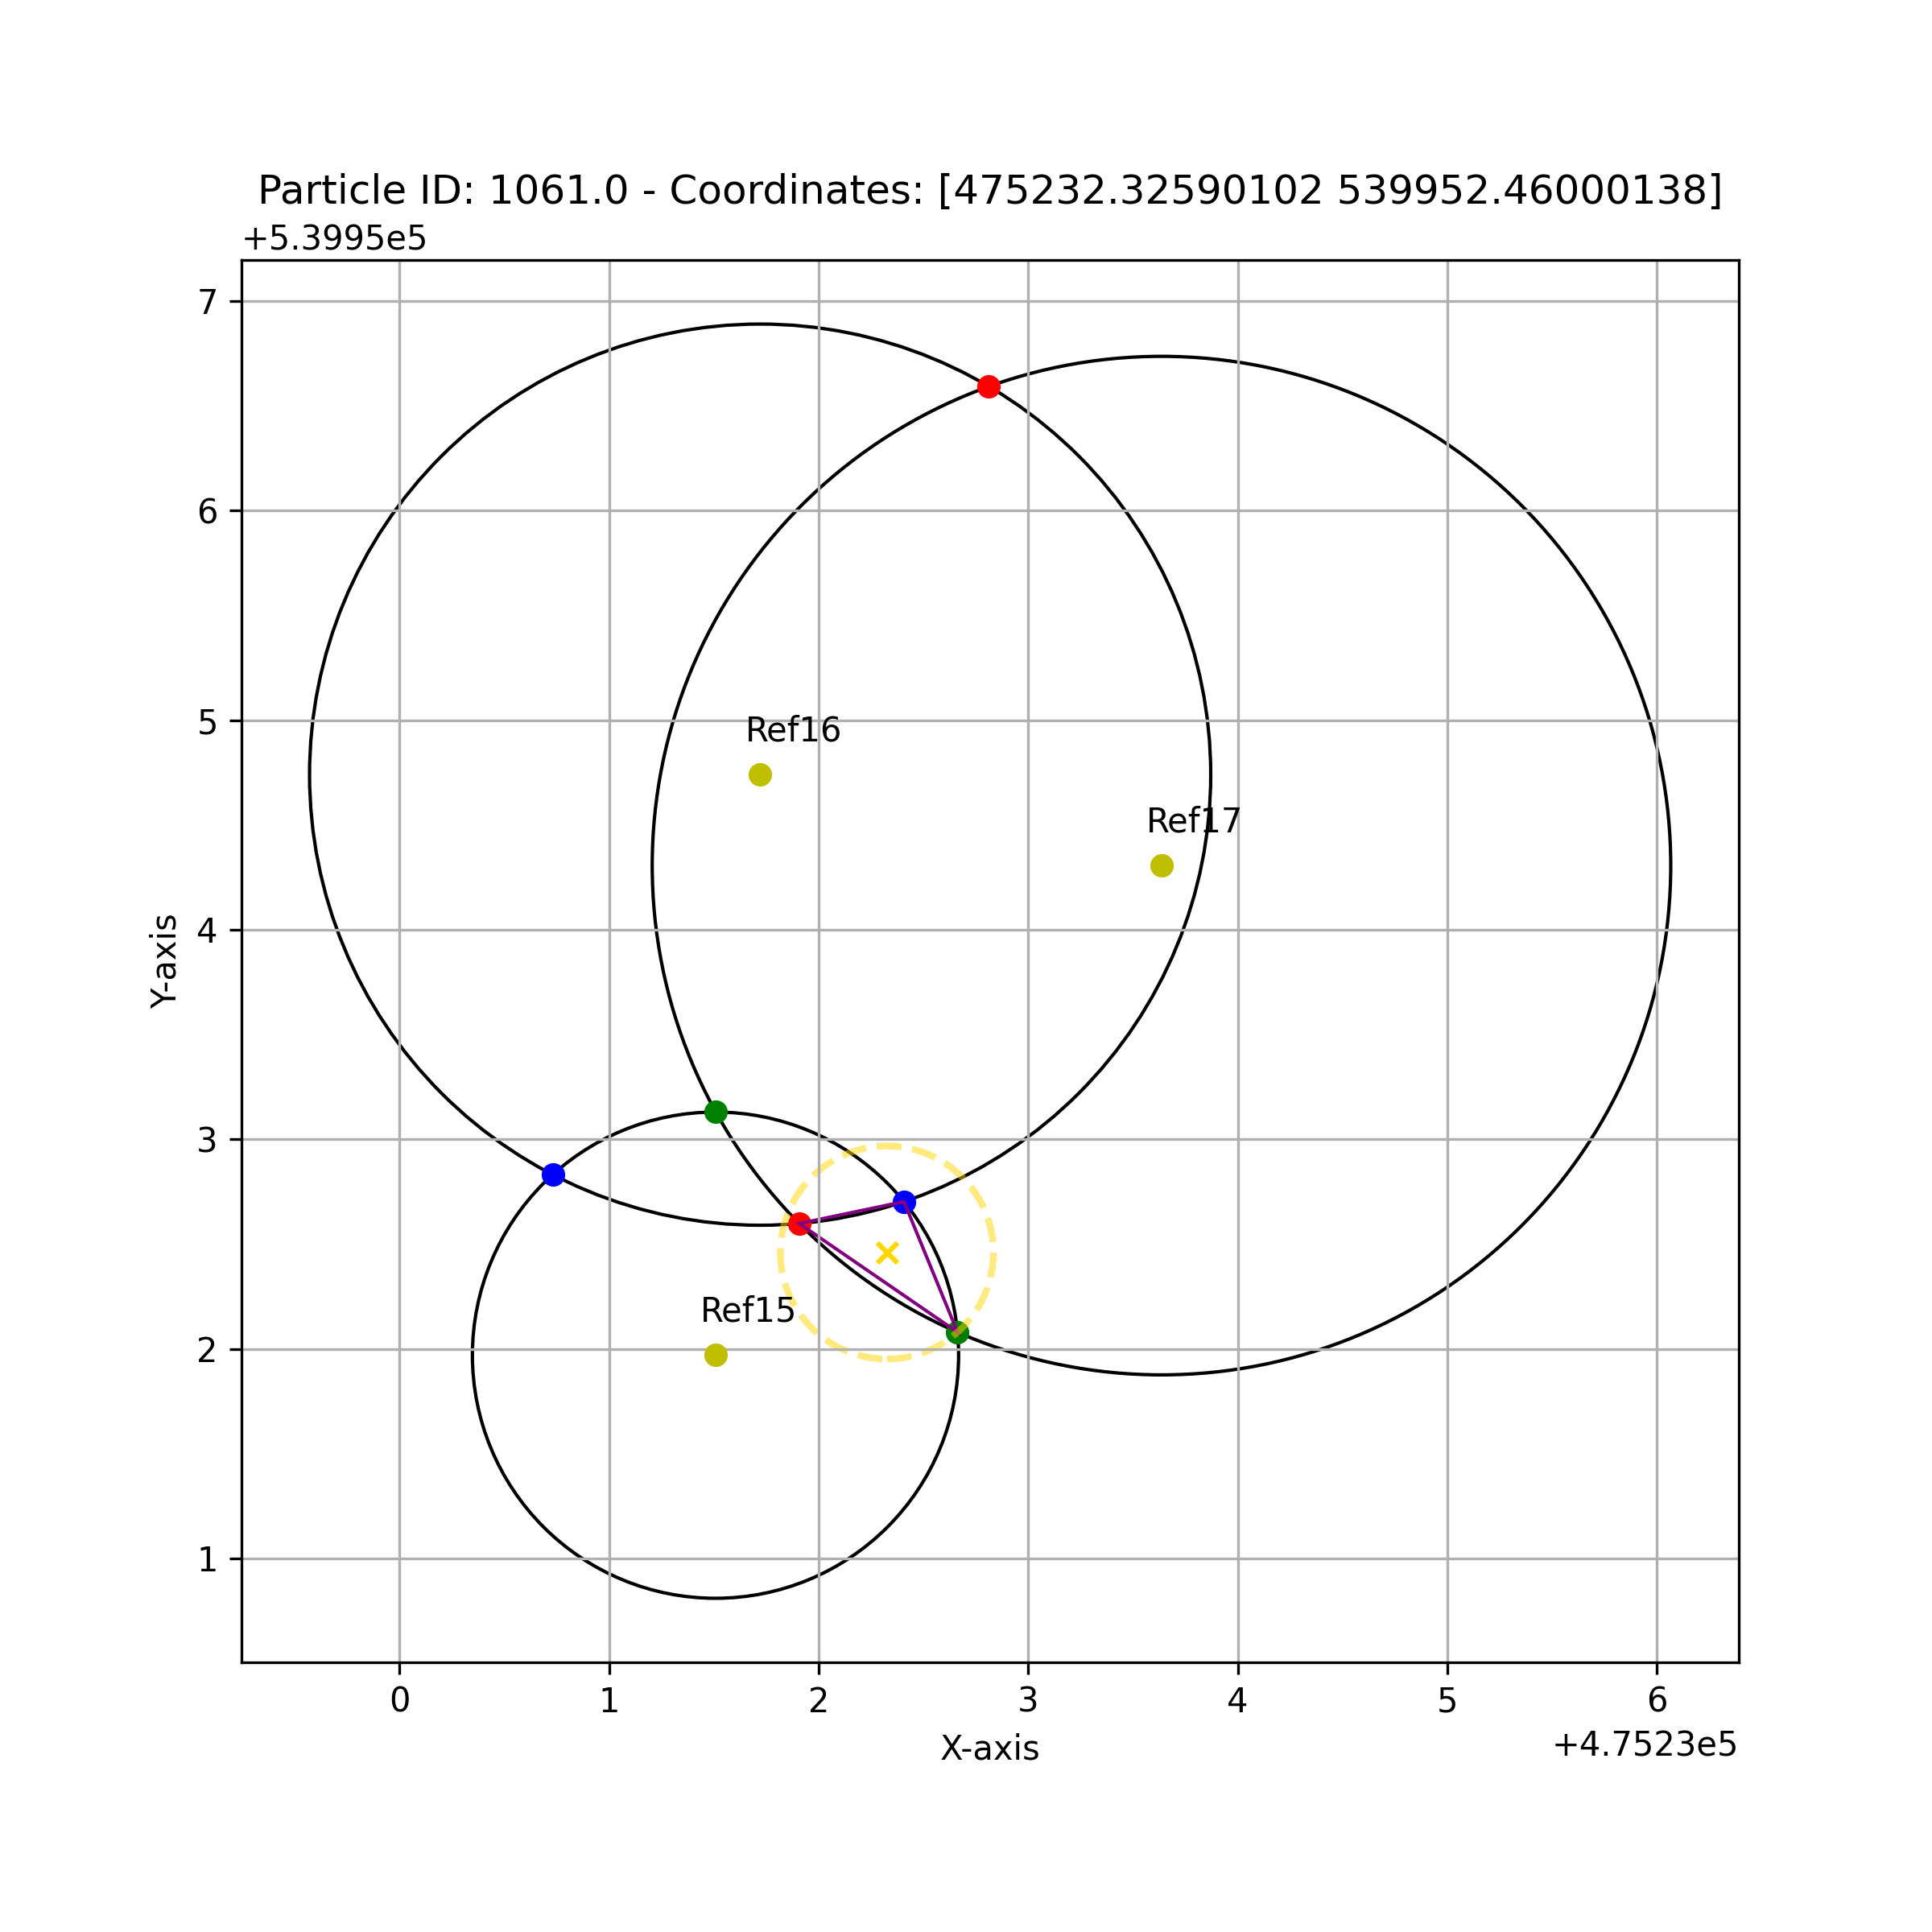 Particle ID: 1061.0 - Coordinates: [475232.32590102 539952.46000138]
+5.3995e5
7
6
5
4
3
2
1
Y-axis
Ref16
Ref17
Ref15
0 1 2 3 4 5 6
X-axis
+4.7523e5